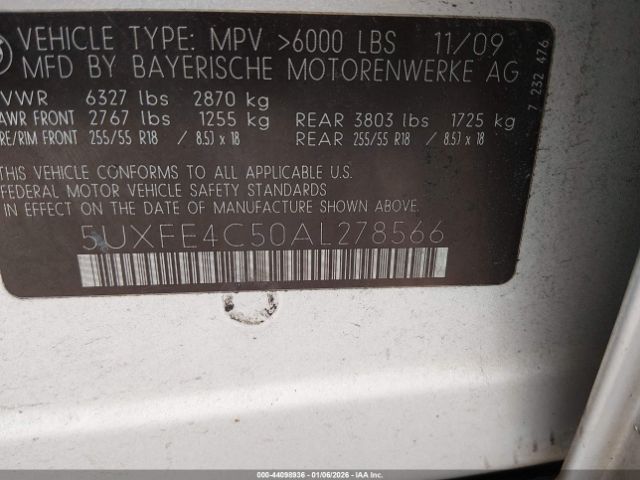 VEHICLE TYPE: MPV >6000 LBS 11/09
MFD BY BAYERISCHE MOTORENWERKE AG
VWR 6327 lbs 2870 kg
AWR FRONT 2767 lbs 1255 kg REAR 3803 lbs 1725 kg
RE/RIM FRONT 255/55 R18 / 8.5J x 18 REAR 255/55 R18 / 8.5J x 18
THIS VEHICLE CONFORMS TO ALL APPLICABLE U.S.
FEDERAL MOTOR VEHICLE SAFETY STANDARDS
IN EFFECT ON THE DATE OF MANUFACTURE SHOWN ABOVE.
5UXFE4C50AL278566
7 232 476
000-44098936 - 01/06/2026 - IAAI.COM